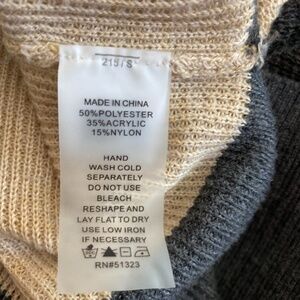 215/S
MADE IN CHINA
50%POLYESTER
35%ACRYLIC
15%NYLON
HAND
WASH COLD
SEPARATELY
DO NOT USE
BLEACH
RESHAPE AND
LAY FLAT TO DRY
USE LOW IRON
IF NECESSARY
RN#51323